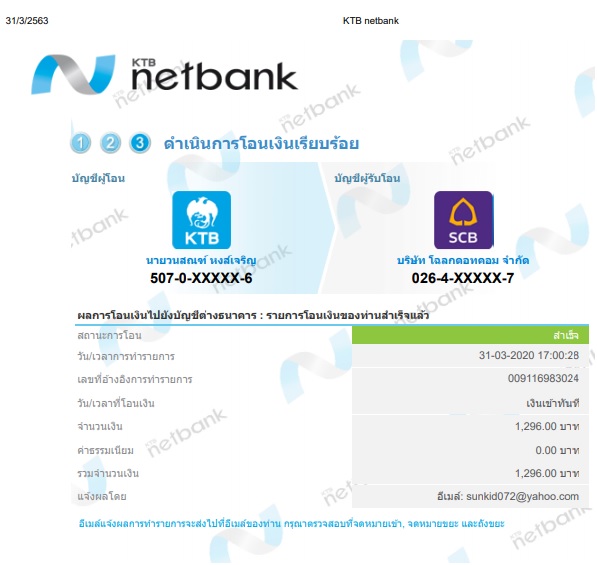 31/3/2563 KTB netbank
KTB
netbank
1 2 3 ดำเนินการโอนเงินเรียบร้อย
บัญชีผู้โอน บัญชีผู้รับโอน
KTB SCB
นายวนสณฑ์ หงส์เจริญ บริษัท โฉลกดอทคอม จำกัด
507-0-XXXXX-6 026-4-XXXXX-7
ผลการโอนเงินไปยังบัญชีต่างธนาคาร : รายการโอนเงินของท่านสำเร็จแล้ว
สถานะการโอน สำเร็จ
วัน/เวลาการทำรายการ 31-03-2020 17:00:28
เลขที่อ้างอิงการทำรายการ 009116983024
วัน/เวลาที่โอนเงิน เงินเข้าทันที
จำนวนเงิน 1,296.00 บาท
ค่าธรรมเนียม 0.00 บาท
รวมจำนวนเงิน 1,296.00 บาท
แจ้งผลโดย อีเมล์: sunkid072@yahoo.com
อีเมล์แจ้งผลการทำรายการจะส่งไปที่อีเมล์ของท่าน กรุณาตรวจสอบที่จดหมายเข้า, จดหมายขยะ และถังขยะ